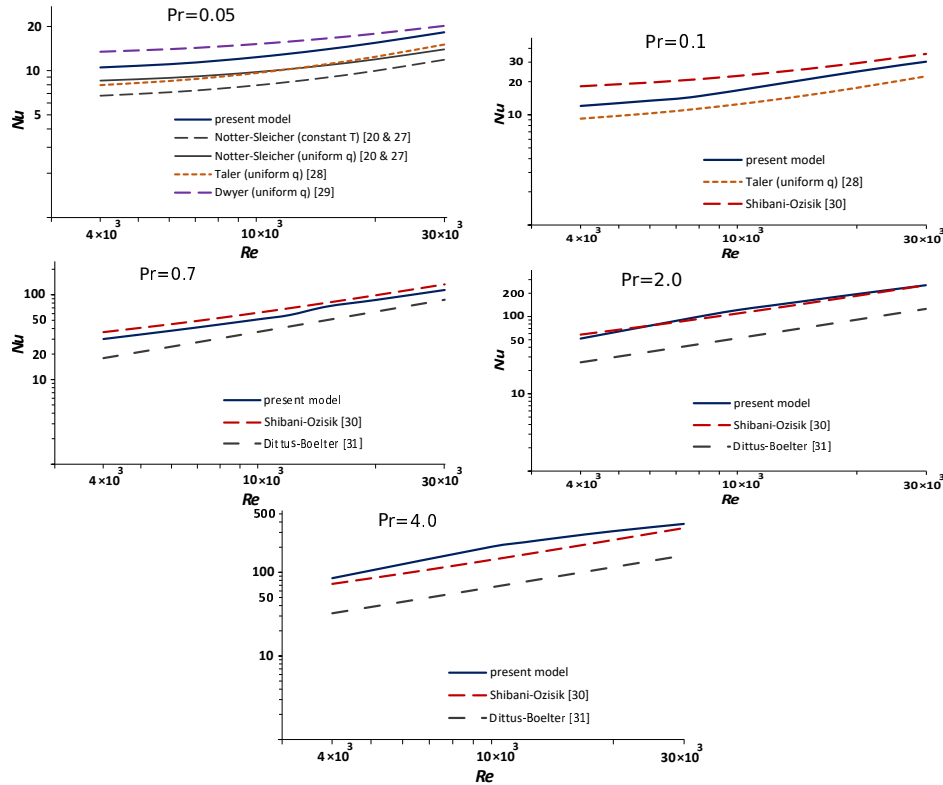 Pr=0.05
20
10
5
Nu
present model
Notter-Sleicher (constant T) [20 & 27]
Notter-Sleicher (uniform q) [20 & 27]
Taler (uniform q) [28]
Dwyer (uniform q) [29]
4×10³
10×10³
30×10³
Re
Pr=0.1
30
20
10
Nu
present model
Taler (uniform q) [28]
Shibani-Ozisik [30]
4×10³
10×10³
30×10³
Re
Pr=0.7
100
50
20
10
Nu
present model
Shibani-Ozisik [30]
Dittus-Boelter [31]
4×10³
10×10³
30×10³
Re
Pr=2.0
200
100
50
10
Nu
present model
Shibani-Ozisik [30]
Dittus-Boelter [31]
4×10³
10×10³
30×10³
Re
Pr=4.0
500
100
50
10
Nu
present model
Shibani-Ozisik [30]
Dittus-Boelter [31]
4×10³
10×10³
30×10³
Re